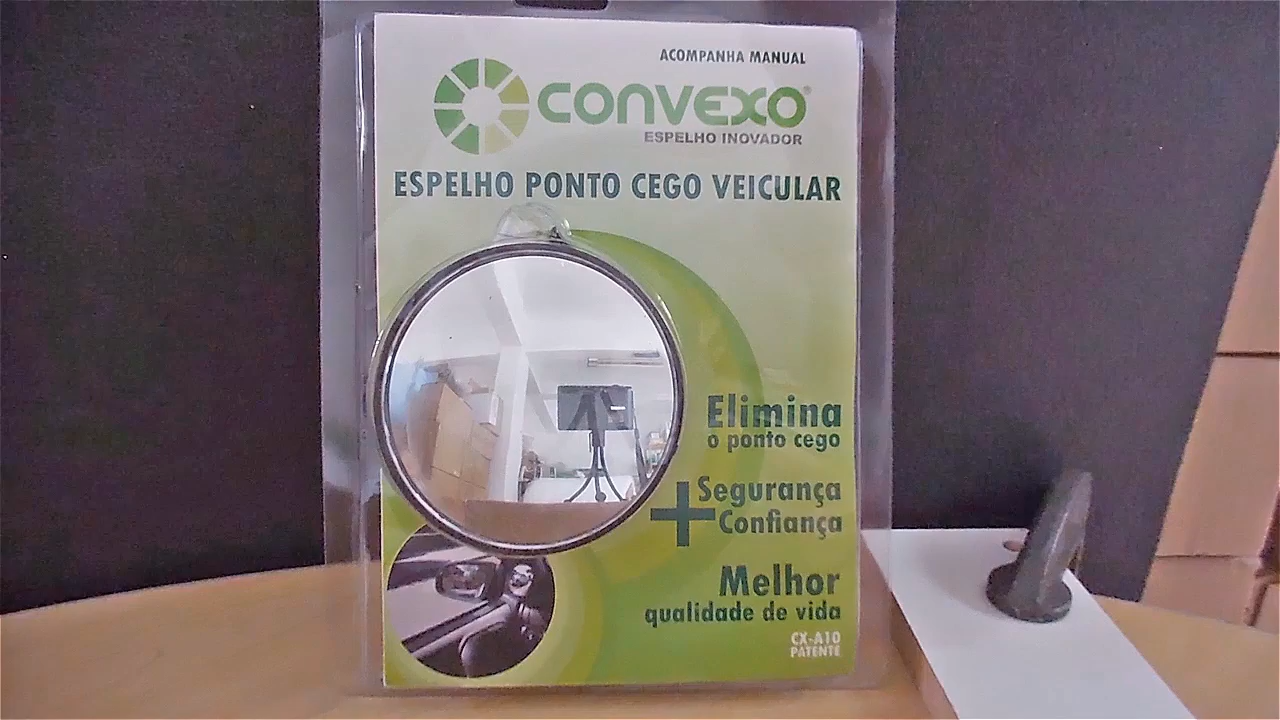 ACOMPANHA MANUAL
CONVEXO®
ESPELHO INOVADOR
ESPELHO PONTO CEGO VEICULAR
Elimina
o ponto cego
+ Segurança
Confiança
Melhor
qualidade de vida
CX-A10
PATENTE